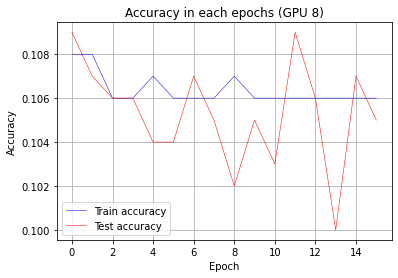 Accuracy in each epochs (GPU 8)
Accuracy
0.108
0.106
0.104
0.102
0.100
Train accuracy
Test accuracy
0 2 4 6 8 10 12 14
Epoch